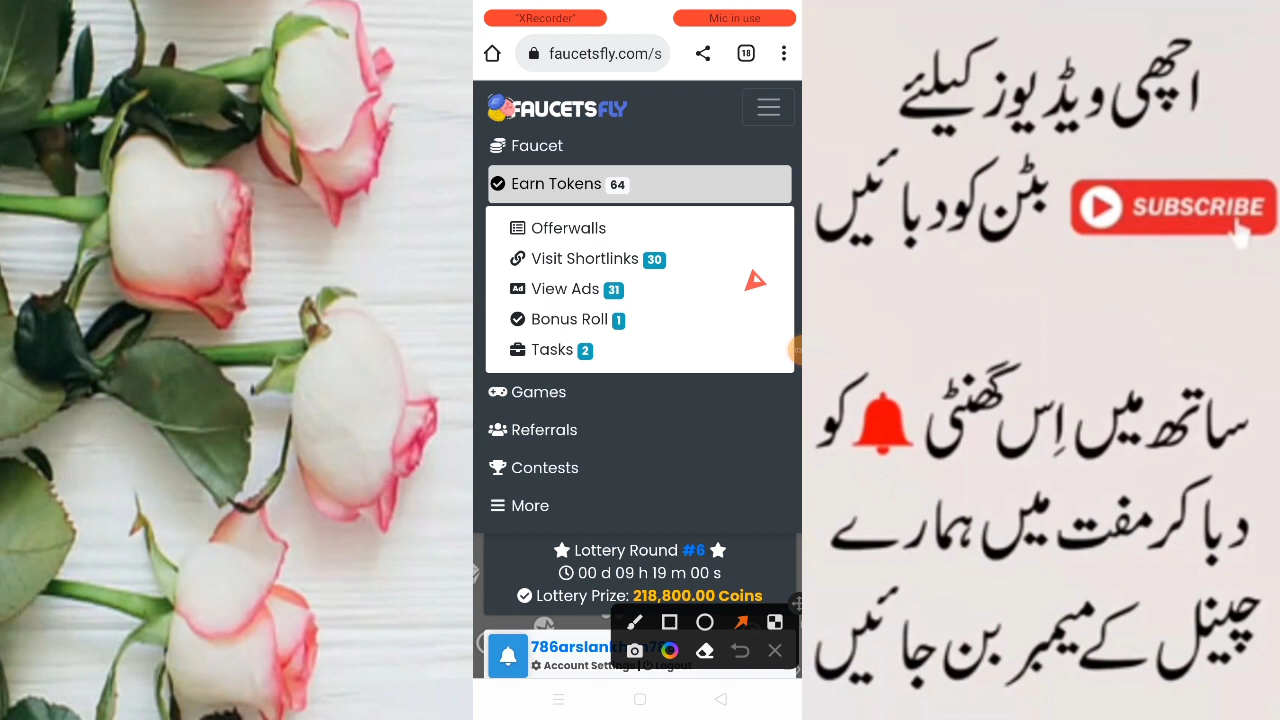 "XRecorder"
Mic in use
faucetsfly.com/s
18
FAUCETSFLY
Faucet
Earn Tokens 64
Offerwalls
Visit Shortlinks 30
View Ads 31
Bonus Roll 1
Tasks 2
Games
Referrals
Contests
More
Lottery Round #6
00 d 09 h 19 m 00 s
Lottery Prize: 218,800.00 Coins
Account
Logout
اچھی ویڈیوز کیلئے
بٹن کو دبائیں
SUBSCRIBE
ساتھ میں اِس گھنٹی کو
دبا کر مفت میں ہمارے
چینل کے میمبر بن جائیں